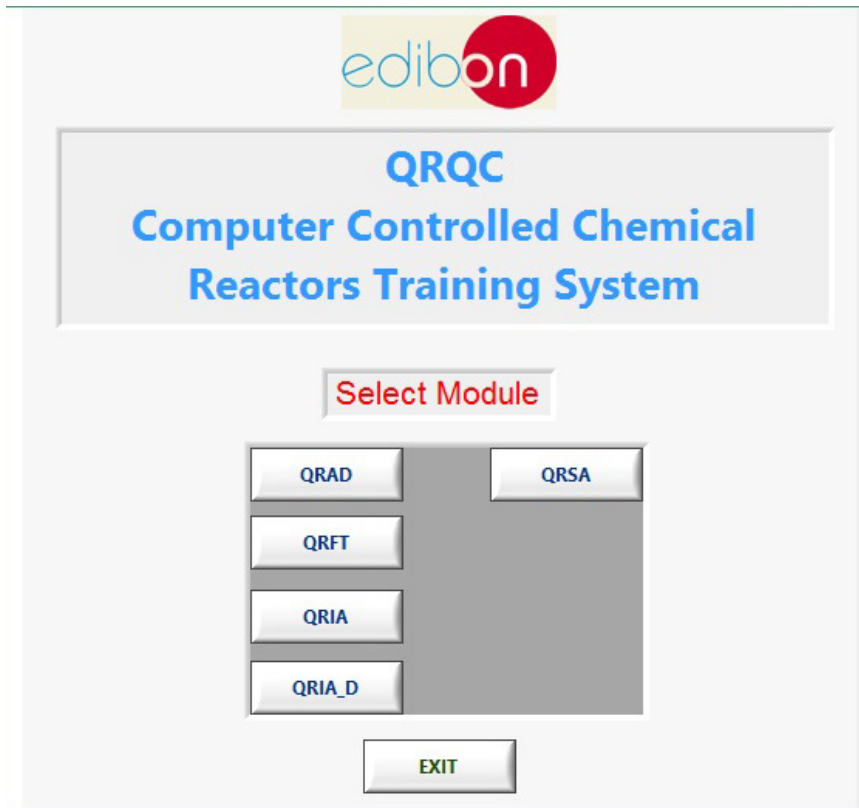 edibon
QRQC
Computer Controlled Chemical
Reactors Training System
Select Module
QRAD
QRSA
QRFT
QRIA
QRIA_D
EXIT